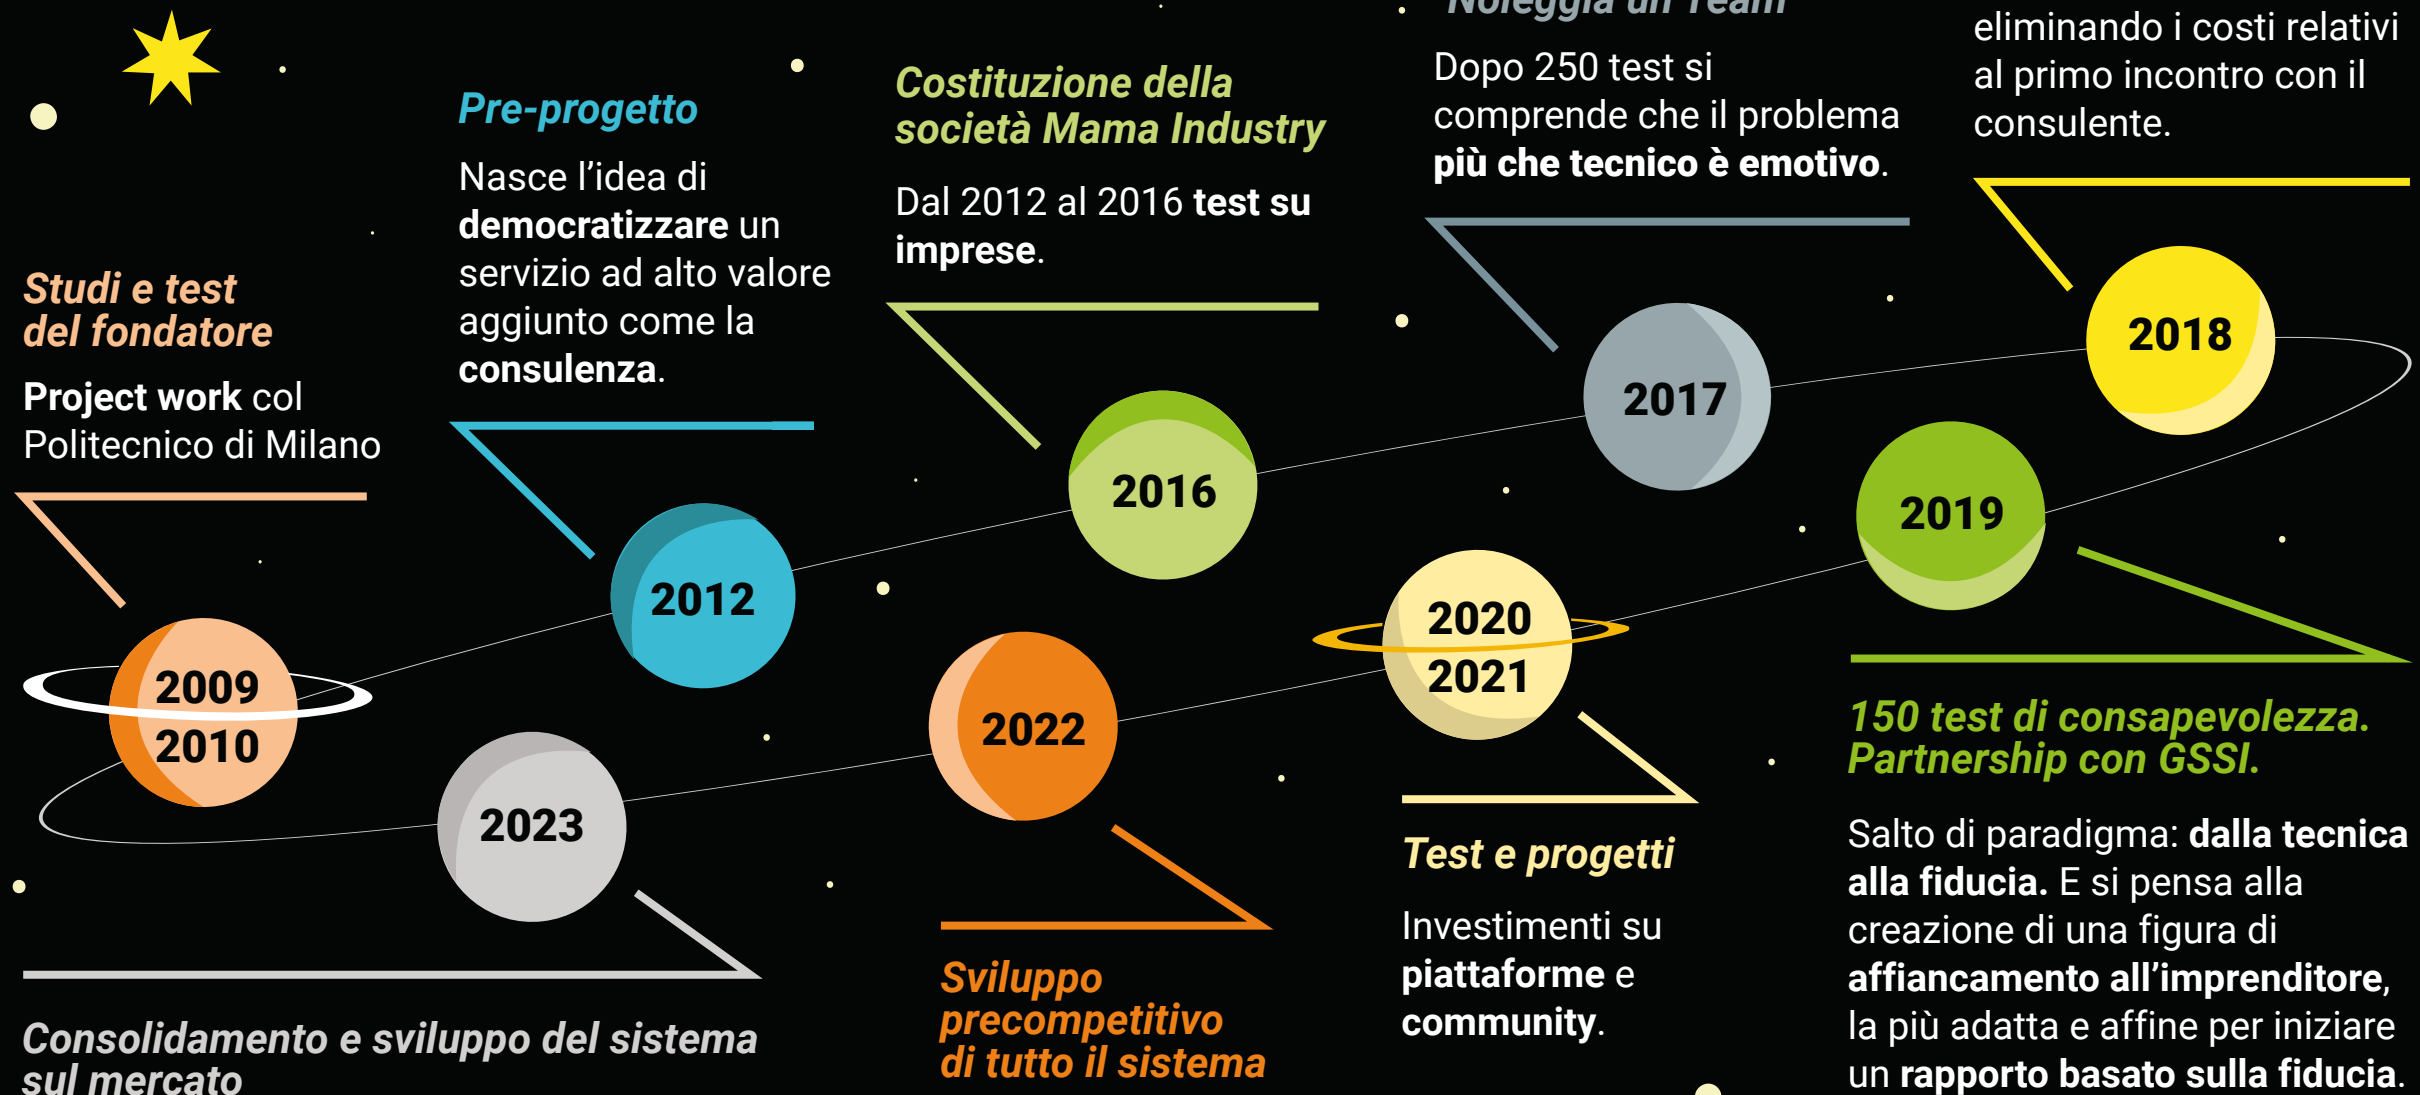 Studi e test
del fondatore
Project work col
Politecnico di Milano
2009
2010
Pre-progetto
Nasce l’idea di
democratizzare un
servizio ad alto valore
aggiunto come la
consulenza.
2012
Costituzione della
società Mama Industry
Dal 2012 al 2016 test su
imprese.
2016
Noleggia un Team
Dopo 250 test si
comprende che il problema
più che tecnico è emotivo.
2017
eliminando i costi relativi
al primo incontro con il
consulente.
2018
2019
150 test di consapevolezza.
Partnership con GSSI.
Salto di paradigma: dalla tecnica
alla fiducia. E si pensa alla
creazione di una figura di
affiancamento all’imprenditore,
la più adatta e affine per iniziare
un rapporto basato sulla fiducia.
2020
2021
Test e progetti
Investimenti su
piattaforme e
community.
2022
Sviluppo
precompetitivo
di tutto il sistema
2023
Consolidamento e sviluppo del sistema
sul mercato